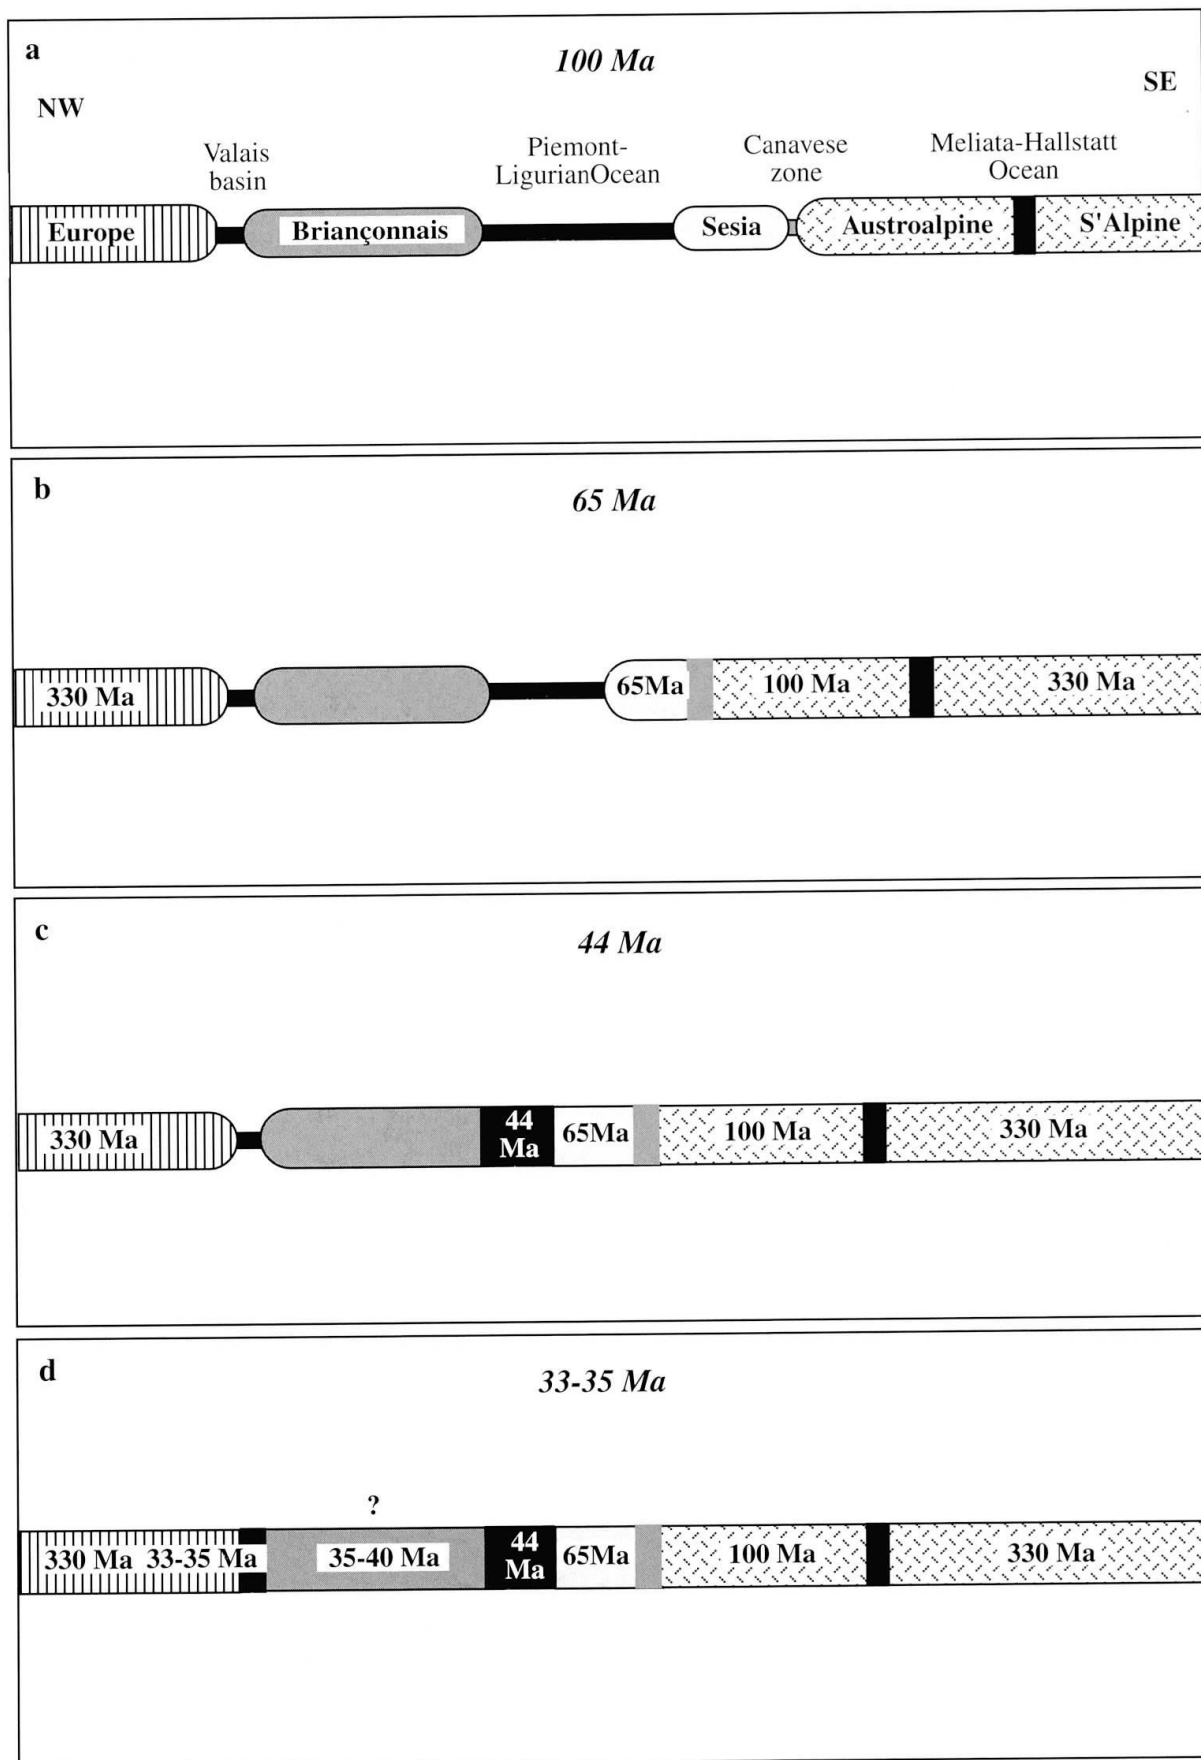 a
100 Ma
NW
SE
Valais
basin
Piemont-
LigurianOcean
Canavese
zone
Meliata-Hallstatt
Ocean
Europe
Briançonnais
Sesia
Austroalpine
S'Alpine
b
65 Ma
330 Ma
65Ma
100 Ma
330 Ma
c
44 Ma
330 Ma
44
Ma
65Ma
100 Ma
330 Ma
d
33-35 Ma
?
330 Ma
33-35 Ma
35-40 Ma
44
Ma
65Ma
100 Ma
330 Ma